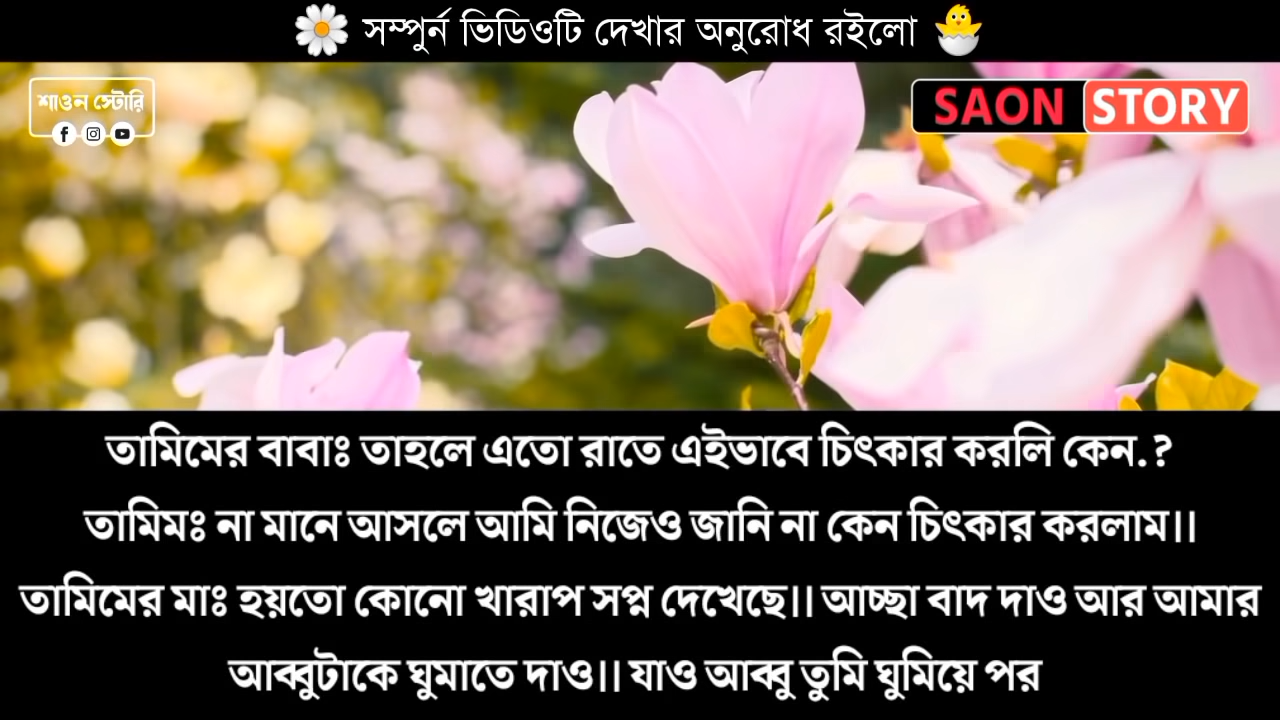 সম্পুর্ন ভিডিওটি দেখার অনুরোধ রইলো
শাওন স্টোরি
SAON STORY
তামিমের বাবাঃ তাহলে এতো রাতে এইভাবে চিৎকার করলি কেন.?
তামিমঃ না মানে আসলে আমি নিজেও জানি না কেন চিৎকার করলাম।।
তামিমের মাঃ হয়তো কোনো খারাপ সপ্ন দেখেছে।। আচ্ছা বাদ দাও আর আমার
আব্বুটাকে ঘুমাতে দাও।। যাও আব্বু তুমি ঘুমিয়ে পর